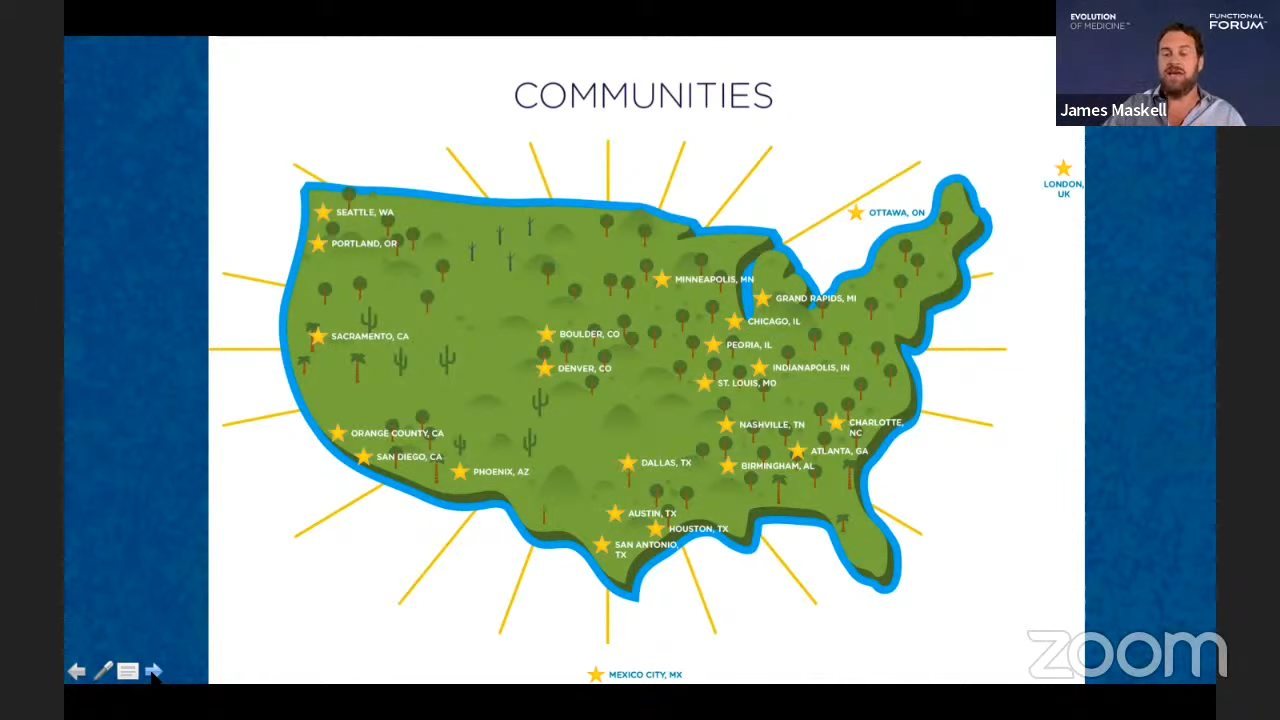 EVOLUTION
OF MEDICINE™
FUNCTIONAL
FORUM™
James Maskell
COMMUNITIES
LONDON,
UK
SEATTLE, WA
OTTAWA, ON
PORTLAND, OR
MINNEAPOLIS, MN
GRAND RAPIDS, MI
CHICAGO, IL
SACRAMENTO, CA
BOULDER, CO
PEORIA, IL
DENVER, CO
INDIANAPOLIS, IN
ST. LOUIS, MO
NASHVILLE, TN
CHARLOTTE,
NC
ORANGE COUNTY, CA
ATLANTA, GA
SAN DIEGO, CA
DALLAS, TX
BIRMINGHAM, AL
PHOENIX, AZ
AUSTIN, TX
HOUSTON, TX
SAN ANTONIO,
TX
zoom
MEXICO CITY, MX